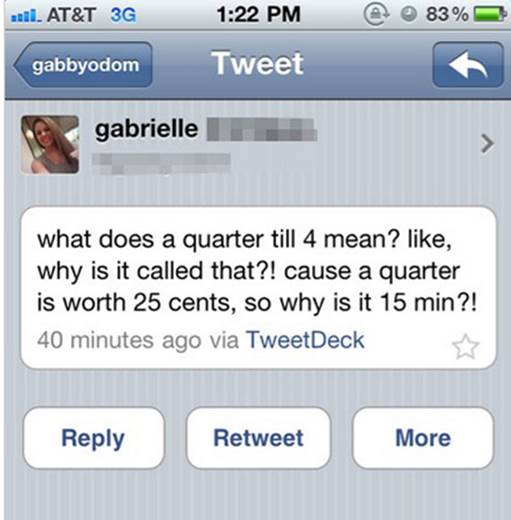 AT&T 3G 1:22 PM 83%
gabbyodom Tweet
gabrielle
what does a quarter till 4 mean? like,
why is it called that?! cause a quarter
is worth 25 cents, so why is it 15 min?!
40 minutes ago via TweetDeck
Reply Retweet More